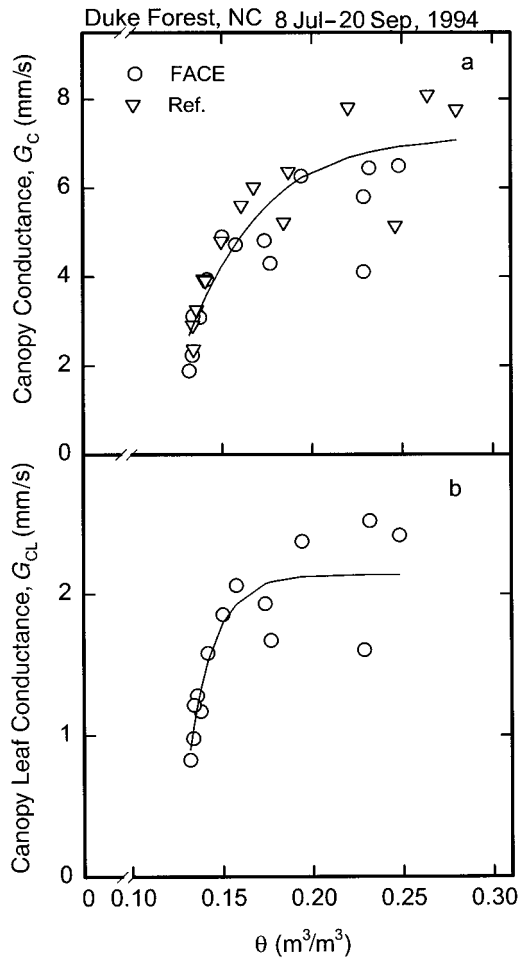 Duke Forest, NC 8 Jul–20 Sep, 1994
a
FACE
Ref.
Canopy Conductance, G_C (mm/s)
8
6
4
2
0
b
Canopy Leaf Conductance, G_CL (mm/s)
2
1
0
0 0.10 0.15 0.20 0.25 0.30
θ (m³/m³)